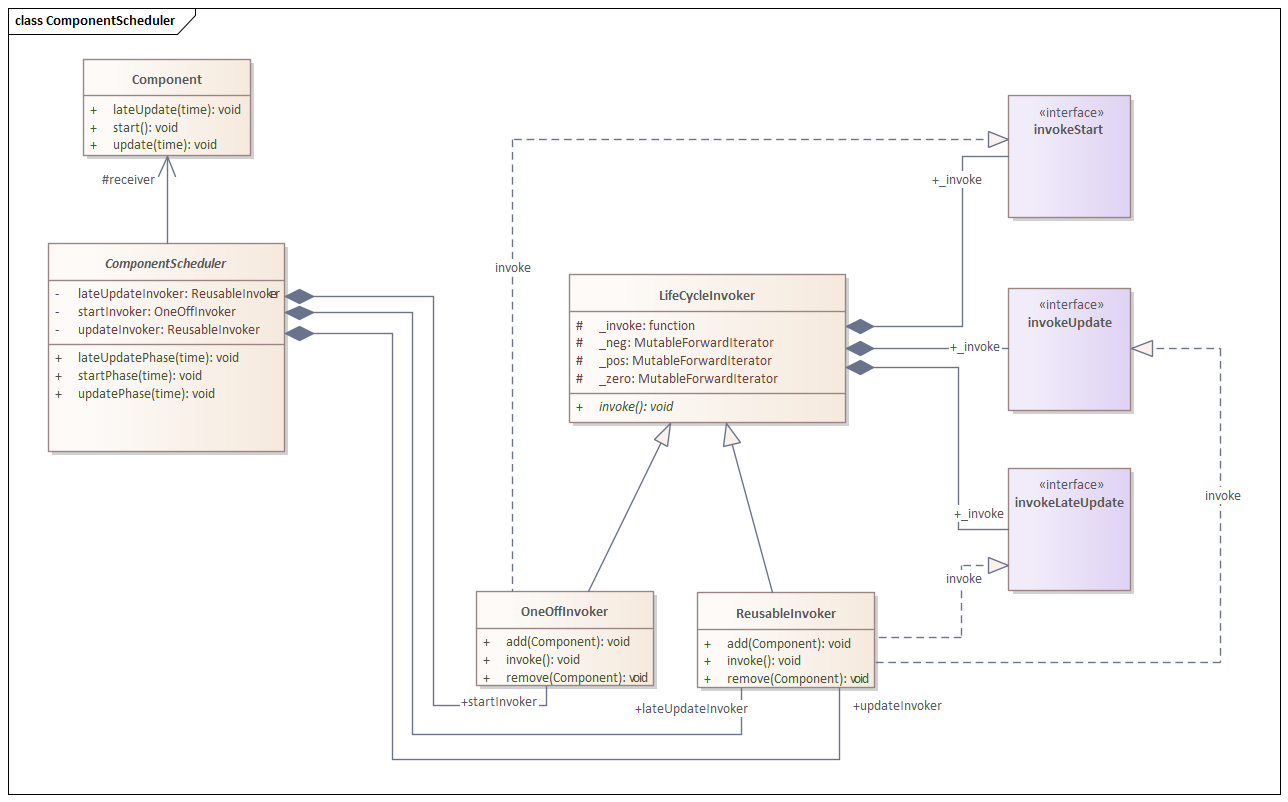 class ComponentScheduler
Component
+ lateUpdate(time): void
+ start(): void
+ update(time): void
#receiver
ComponentScheduler
- lateUpdateInvoker: ReusableInvoker
- startInvoker: OneOffInvoker
- updateInvoker: ReusableInvoker
+ lateUpdatePhase(time): void
+ startPhase(time): void
+ updatePhase(time): void
invoke
LifeCycleInvoker
# _invoke: function
# _neg: MutableForwardIterator
# _pos: MutableForwardIterator
# _zero: MutableForwardIterator
+ invoke(): void
«interface»
invokeStart
+_invoke
«interface»
invokeUpdate
+_invoke
«interface»
invokeLateUpdate
+_invoke
invoke
invoke
OneOffInvoker
+ add(Component): void
+ invoke(): void
+ remove(Component): void
ReusableInvoker
+ add(Component): void
+ invoke(): void
+ remove(Component): void
+startInvoker
+lateUpdateInvoker
+updateInvoker